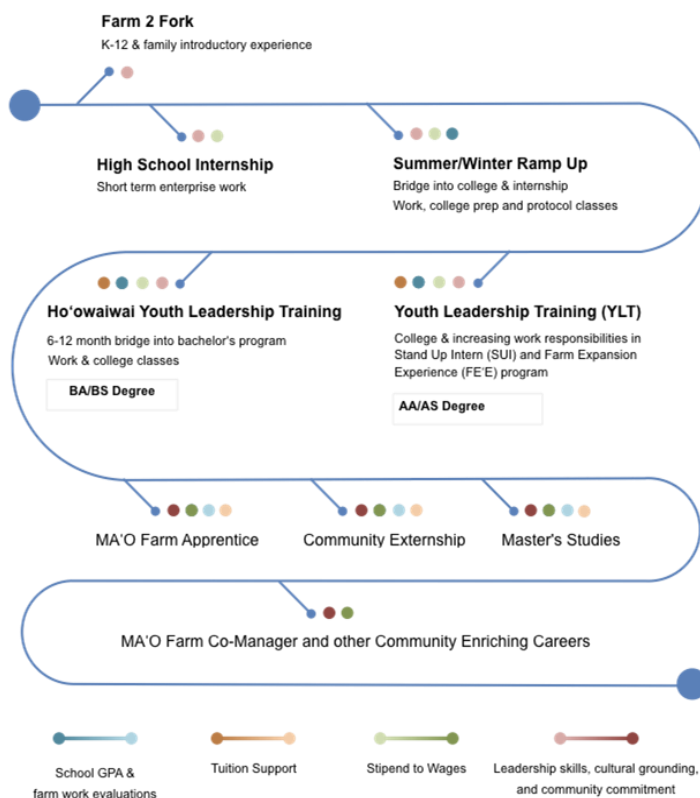 Farm 2 Fork
K-12 & family introductory experience
High School Internship
Short term enterprise work
Summer/Winter Ramp Up
Bridge into college & internship
Work, college prep and protocol classes
Hoʻowaiwai Youth Leadership Training
6-12 month bridge into bachelor's program
Work & college classes
BA/BS Degree
Youth Leadership Training (YLT)
College & increasing work responsibilities in
Stand Up Intern (SUI) and Farm Expansion
Experience (FEʻE) program
AA/AS Degree
MAʻO Farm Apprentice
Community Externship
Master's Studies
MAʻO Farm Co-Manager and other Community Enriching Careers
School GPA &
farm work evaluations
Tuition Support
Stipend to Wages
Leadership skills, cultural grounding,
and community commitment